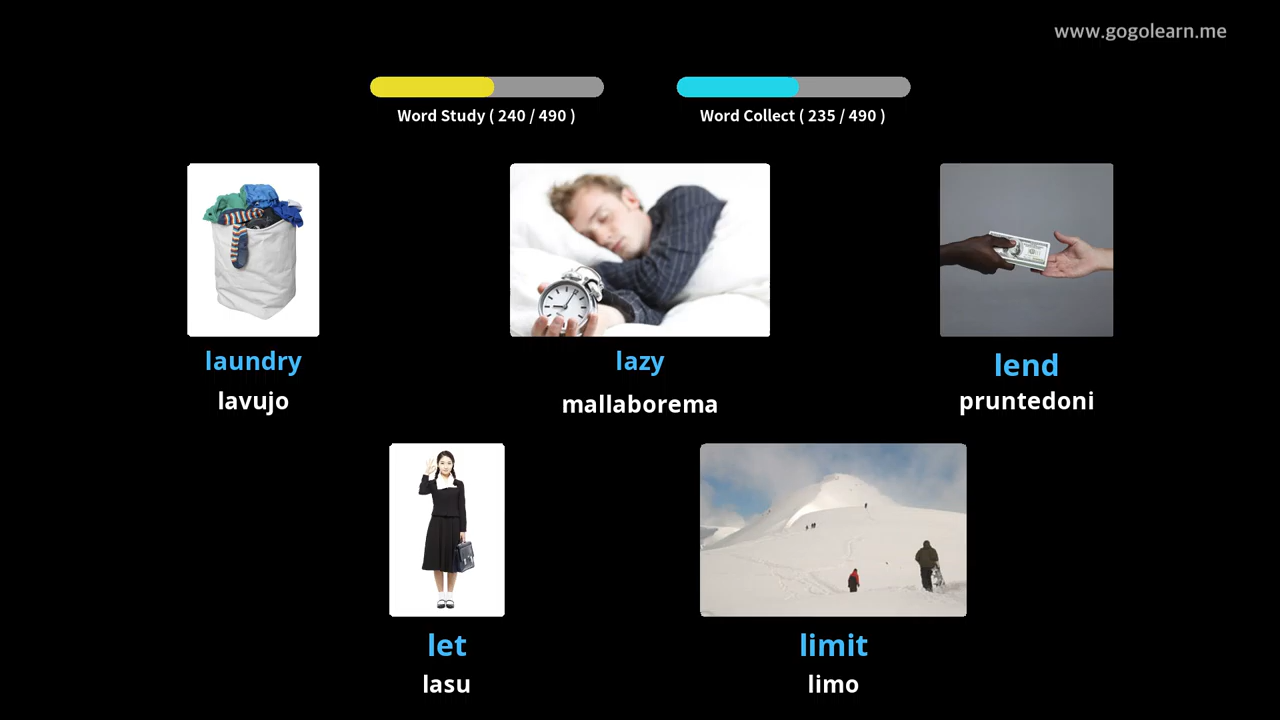 www.gogolearn.me
Word Study ( 240 / 490 )
Word Collect ( 235 / 490 )
laundry
lavujo
lazy
mallaborema
lend
pruntedoni
let
lasu
limit
limo